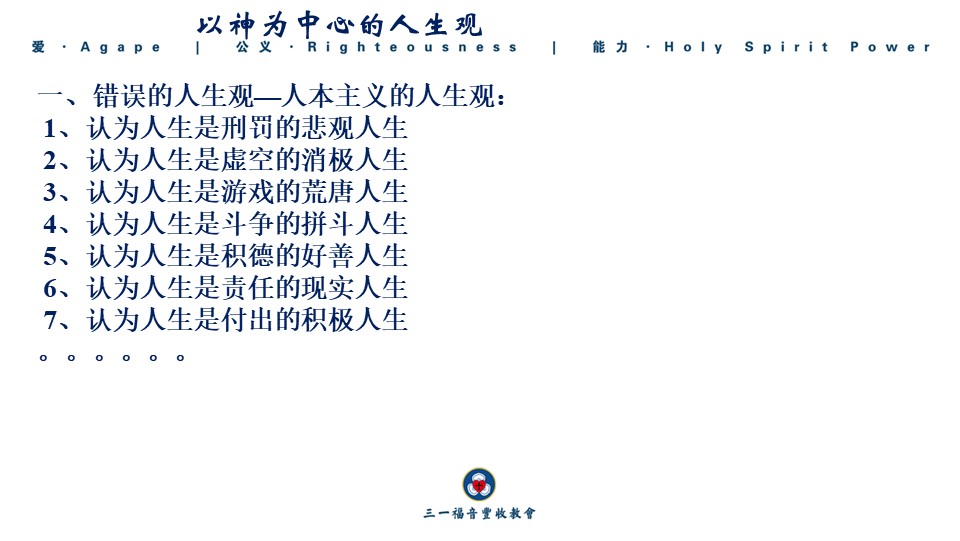 以神为中心的人生观
爱·Agape | 公义·Righteousness | 能力·Holy Spirit Power
一、错误的人生观—人本主义的人生观：
1、认为人生是刑罚的悲观人生
2、认为人生是虚空的消极人生
3、认为人生是游戏的荒唐人生
4、认为人生是斗争的拼斗人生
5、认为人生是积德的好善人生
6、认为人生是责任的现实人生
7、认为人生是付出的积极人生
。。。。。。
三一福音豐收教會